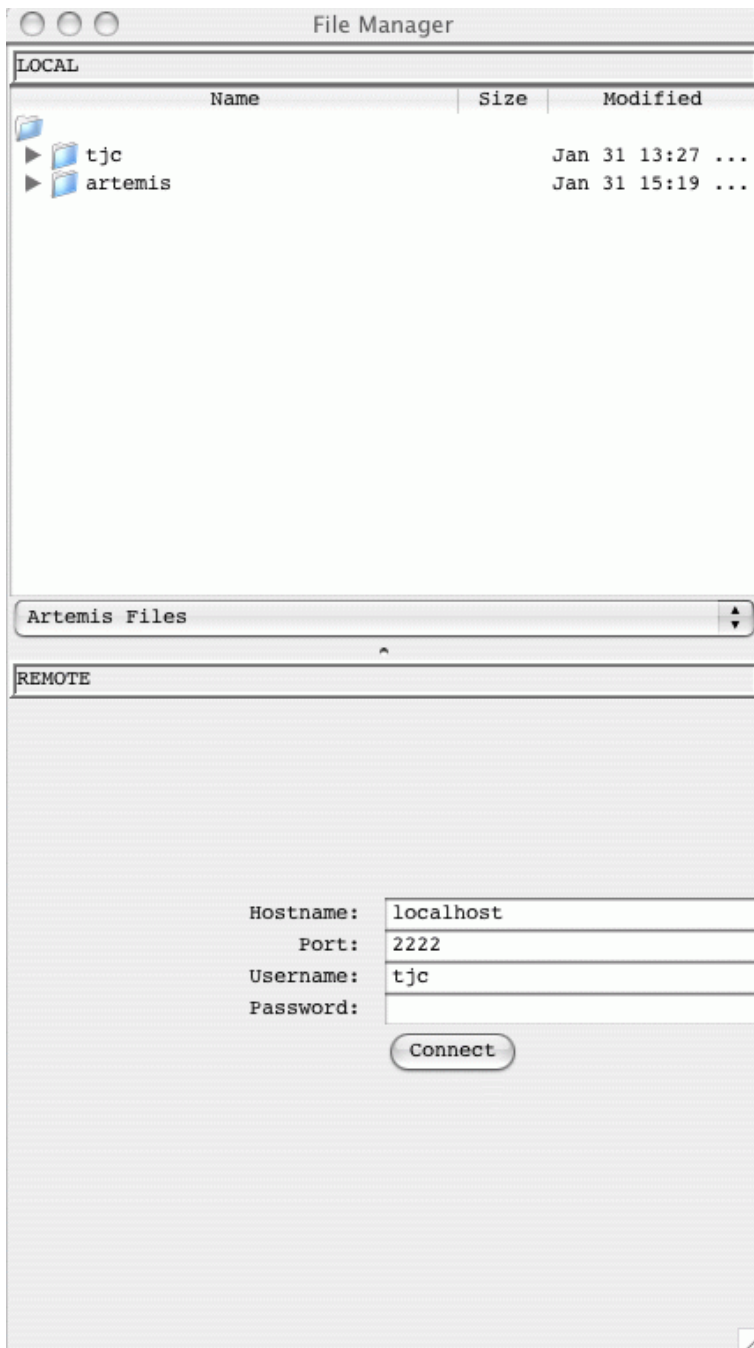 File Manager
LOCAL
Name Size Modified
tjc Jan 31 13:27 ...
artemis Jan 31 15:19 ...
Artemis Files
REMOTE
Hostname: localhost
Port: 2222
Username: tjc
Password:
Connect